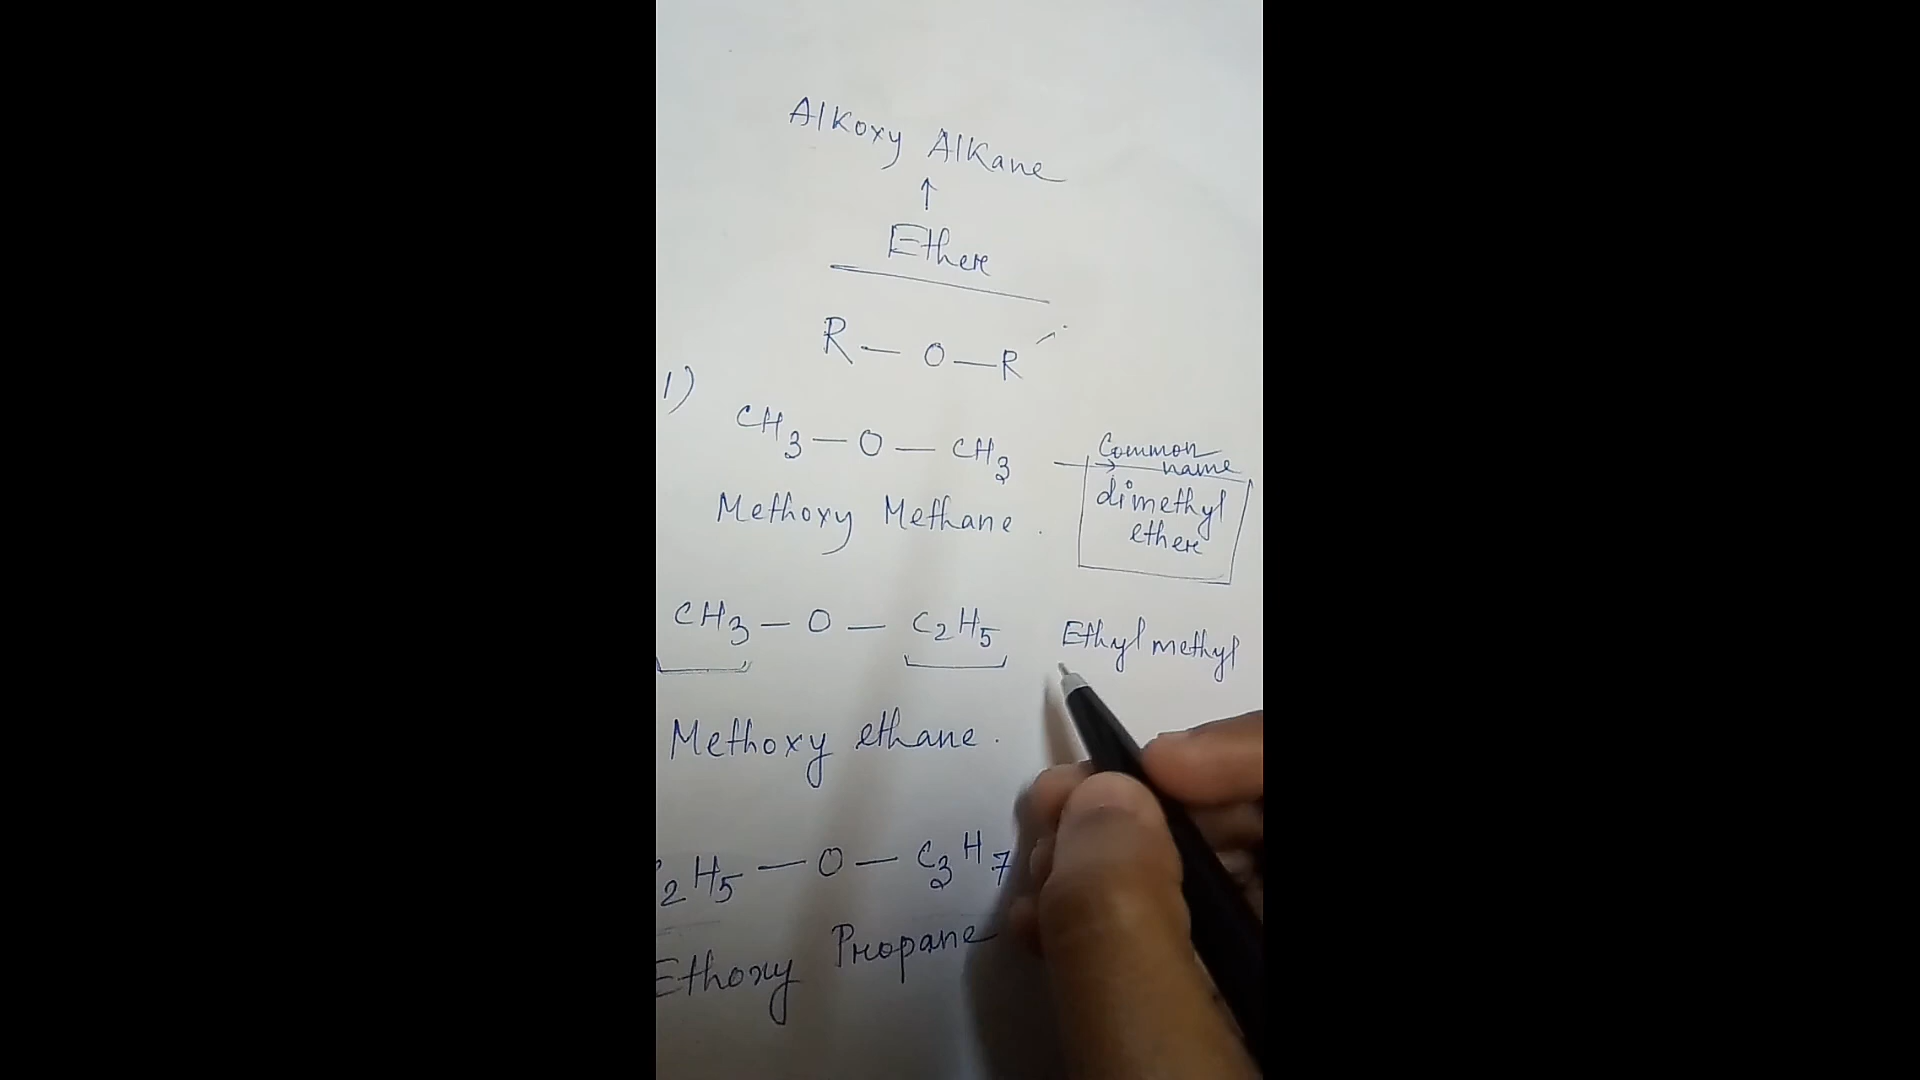 Alkoxy Alkane
↑
Ether
R — O — R
1)
CH3 — O — CH3 →
Common
name
dimethyl
ether
Methoxy Methane.
CH3 — O — C2H5
Ethyl methyl
Methoxy ethane.
C2H5 — O — C3H7
Ethoxy Propane